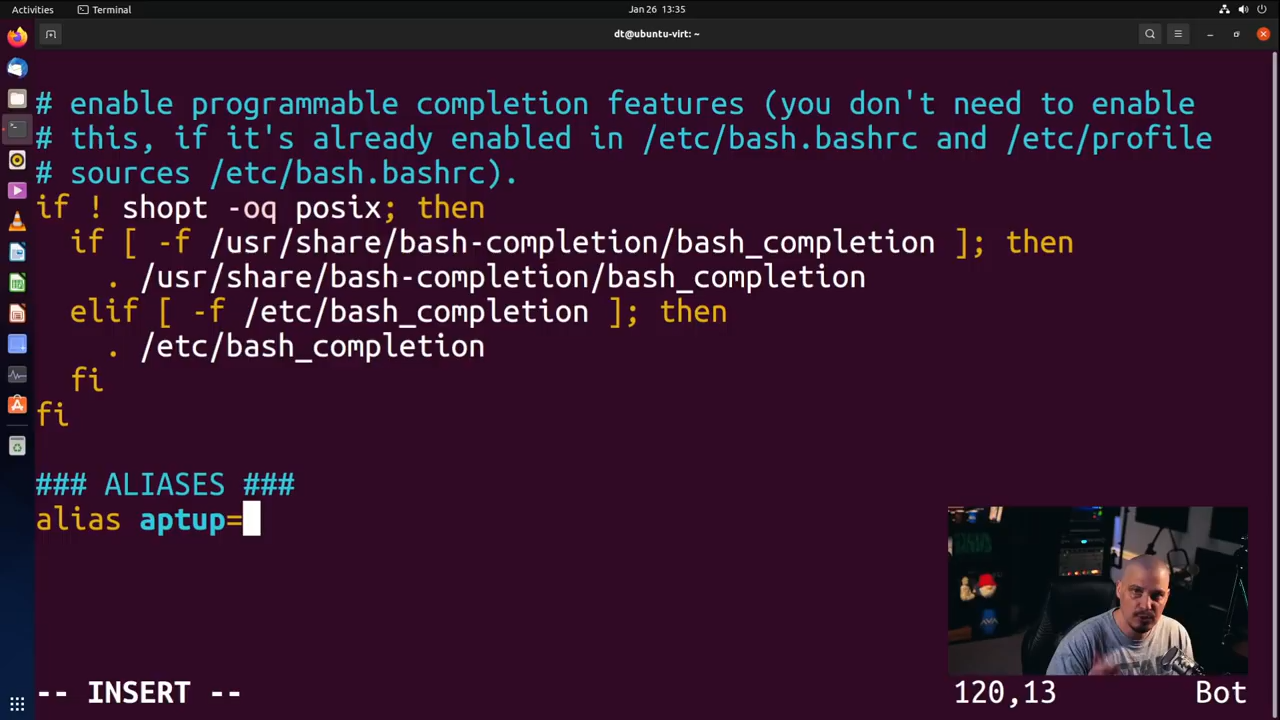 Activities
Terminal
Jan 26 13:35
dt@ubuntu-virt: ~
# enable programmable completion features (you don't need to enable
# this, if it's already enabled in /etc/bash.bashrc and /etc/profile
# sources /etc/bash.bashrc).
if ! shopt -oq posix; then
  if [ -f /usr/share/bash-completion/bash_completion ]; then
    . /usr/share/bash-completion/bash_completion
  elif [ -f /etc/bash_completion ]; then
    . /etc/bash_completion
  fi
fi
### ALIASES ###
alias aptup=
-- INSERT --
120,13
Bot